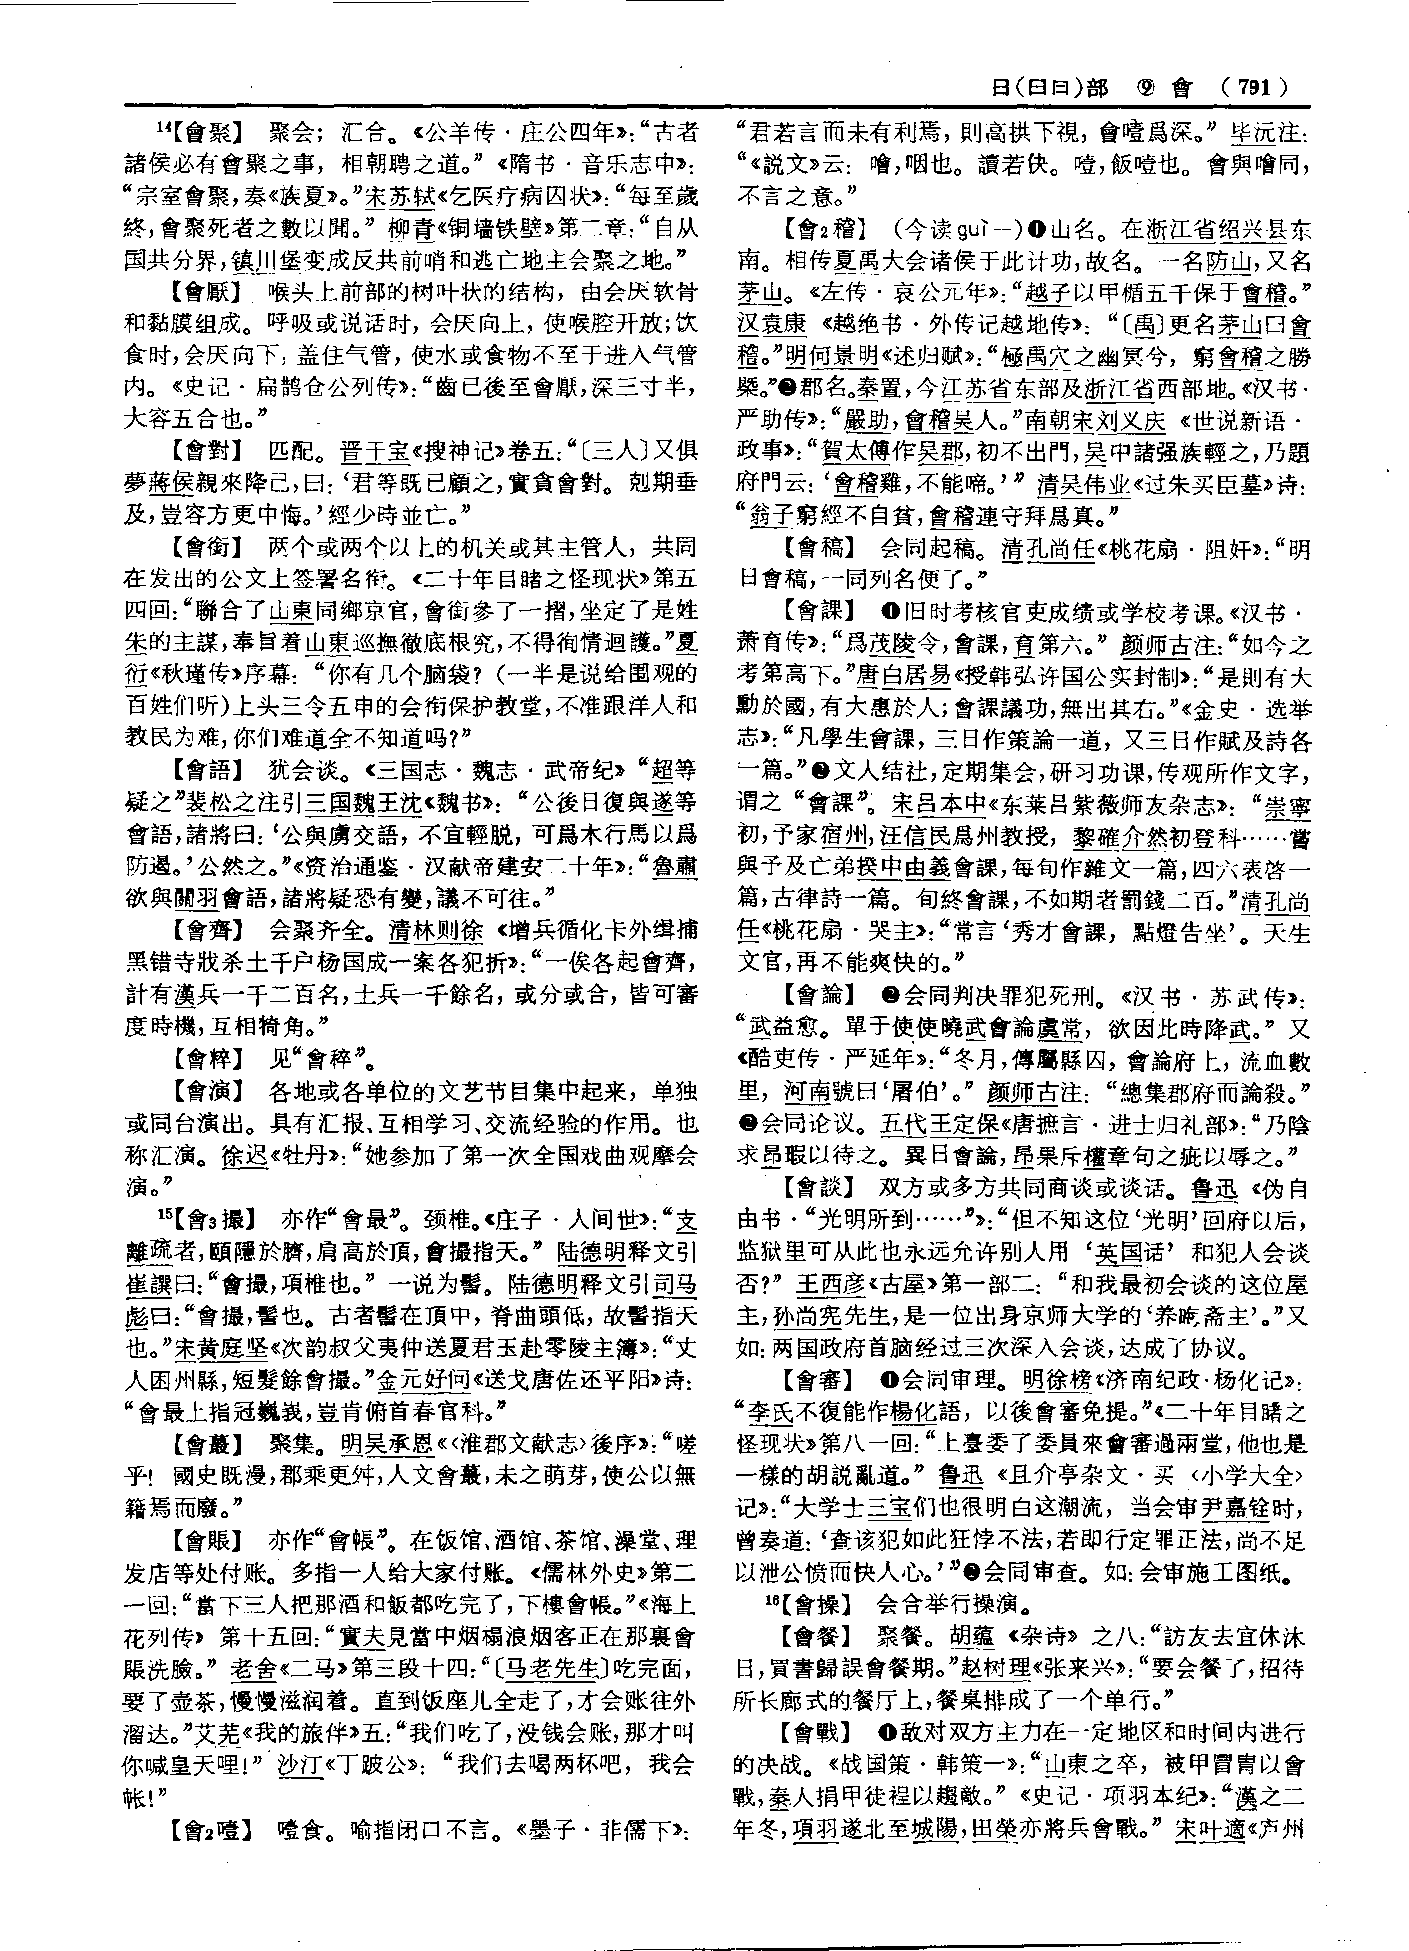 日(曰⺜)部 ⑨ 會 (791)
14【會聚】 聚会；汇合。《公羊传·庄公四年》：“古者
諸侯必有會聚之事，相朝聘之道。”《隋书·音乐志中》：
“宗室會聚，奏《族夏》。”宋苏轼《乞医疗病囚状》：“每至歲
終，會聚死者之數以聞。”柳青《铜墙铁壁》第二章：“自从
国共分界，镇川堡变成反共前哨和逃亡地主会聚之地。”
【會厭】 喉头上前部的树叶状的结构，由会厌软骨
和黏膜组成。呼吸或说话时，会厌向上，使喉腔开放；饮
食时，会厌向下，盖住气管，使水或食物不至于进入气管
内。《史记·扁鹊仓公列传》：“齒已後至會厭，深三寸半，
大容五合也。”
【會對】 匹配。晋干宝《搜神记》卷五：“〔三人〕又俱
夢蔣侯親來降己，曰：‘君等既已顧之，實貪會對。剋期垂
及，豈容方更中悔。’經少時並亡。”
【會銜】 两个或两个以上的机关或其主管人，共同
在发出的公文上签署名衔。《二十年目睹之怪现状》第五
四回：“聯合了山東同鄉京官，會銜參了一摺，坐定了是姓
朱的主謀，奉旨着山東巡撫徹底根究，不得徇情迴護。”夏
衍《秋瑾传》序幕：“你有几个脑袋？（一半是说给围观的
百姓们听）上头三令五申的会衔保护教堂，不准跟洋人和
教民为难，你们难道全不知道吗？”
【會語】 犹会谈。《三国志·魏志·武帝纪》“超等
疑之”裴松之注引三国魏王沈《魏书》：“公後日復與遂等
會語，諸將曰：‘公與虜交語，不宜輕脱，可爲木行馬以爲
防遏。’公然之。”《资治通鉴·汉献帝建安二十年》：“魯肅
欲與關羽會語，諸將疑恐有變，議不可往。”
【會齊】 会聚齐全。清林则徐《增兵循化卡外缉捕
黑错寺戕杀土千户杨国成一案各犯折》：“一俟各起會齊，
計有漢兵一千二百名，土兵一千餘名，或分或合，皆可審
度時機，互相犄角。”
【會粹】 见“會稡”。
【會演】 各地或各单位的文艺节目集中起来，单独
或同台演出。具有汇报、互相学习、交流经验的作用。也
称汇演。徐迟《牡丹》：“她参加了第一次全国戏曲观摩会
演。”
15【會3撮】 亦作“會最”。颈椎。《庄子·人间世》：“支
離疏者，頤隱於臍，肩高於頂，會撮指天。”陆德明释文引
崔譔曰：“會撮，項椎也。”一说为髻。陆德明释文引司马
彪曰：“會撮，髻也。古者髻在頂中，脊曲頭低，故髻指天
也。”宋黄庭坚《次韵叔父夷仲送夏君玉赴零陵主簿》：“丈
人困州縣，短髮餘會撮。”金元好问《送戈唐佐还平阳》诗：
“會最上指冠巍峩，豈肯俯首春官科。”
【會蕞】 聚集。明吴承恩《〈淮郡文献志〉後序》：“嗟
乎！國史既漫，郡乘更舛，人文會蕞，未之萌芽，使公以無
籍焉而廢。”
【會賬】 亦作“會帳”。在饭馆、酒馆、茶馆、澡堂、理
发店等处付账。多指一人给大家付账。《儒林外史》第二
一回：“當下三人把那酒和飯都吃完了，下樓會帳。”《海上
花列传》第十五回：“實夫見當中烟榻浪烟客正在那裏會
賬洗臉。”老舍《二马》第三段十四：“〔马老先生〕吃完面，
要了壶茶，慢慢滋润着。直到饭座儿全走了，才会账往外
溜达。”艾芜《我的旅伴》五：“我们吃了，没钱会账，那才叫
你喊皇天哩！”沙汀《丁跛公》：“我们去喝两杯吧，我会
帐！”
【會2噎】 噎食。喻指闭口不言。《墨子·非儒下》：
“君若言而未有利焉，則高拱下視，會噎爲深。”毕沅注：
“《説文》云：噲，咽也。讀若快。噎，飯噎也。會與噲同，
不言之意。”
【會2稽】 (今读guì—)❶山名。在浙江省绍兴县东
南。相传夏禹大会诸侯于此计功，故名。一名防山，又名
茅山。《左传·哀公元年》：“越子以甲楯五千保于會稽。”
汉袁康《越绝书·外传记越地传》：“〔禹〕更名茅山曰會
稽。”明何景明《述归赋》：“極禹穴之幽冥兮，窮會稽之勝
槩。”❷郡名。秦置，今江苏省东部及浙江省西部地。《汉书·
严助传》：“嚴助，會稽吴人。”南朝宋刘义庆《世说新语·
政事》：“賀太傅作吴郡，初不出門，吴中諸强族輕之，乃題
府門云：‘會稽雞，不能啼。’”清吴伟业《过朱买臣墓》诗：
“翁子窮經不自貧，會稽連守拜爲真。”
【會稿】 会同起稿。清孔尚任《桃花扇·阻奸》：“明
日會稿，一同列名便了。”
【會課】 ❶旧时考核官吏成绩或学校考课。《汉书·
萧育传》：“爲茂陵令，會課，育第六。”颜师古注：“如今之
考第高下。”唐白居易《授韩弘许国公实封制》：“是則有大
勳於國，有大惠於人；會課議功，無出其右。”《金史·选举
志》：“凡學生會課，三日作策論一道，又三日作賦及詩各
一篇。”❷文人结社，定期集会，研习功课，传观所作文字，
谓之“會課”。宋吕本中《东莱吕紫薇师友杂志》：“崇寧
初，予家宿州，汪信民爲州教授，黎確介然初登科……嘗
與予及亡弟揆中由義會課，每旬作雜文一篇，四六表啓一
篇，古律詩一篇。旬終會課，不如期者罰錢二百。”清孔尚
任《桃花扇·哭主》：“常言‘秀才會課，點燈告坐’。天生
文官，再不能爽快的。”
【會論】 ❷会同判决罪犯死刑。《汉书·苏武传》：
“武益愈。單于使使曉武會論虞常，欲因此時降武。”又
《酷吏传·严延年》：“冬月，傳屬縣囚，會論府上，流血數
里，河南號曰‘屠伯’。”颜师古注：“總集郡府而論殺。”
❷会同论议。五代王定保《唐摭言·进士归礼部》：“乃陰
求昂瑕以待之。異日會論，昂果斥權章句之疵以辱之。”
【會談】 双方或多方共同商谈或谈话。鲁迅《伪自
由书·“光明所到……”》：“但不知这位‘光明’回府以后，
监狱里可从此也永远允许别人用‘英国话’和犯人会谈
否？”王西彦《古屋》第一部二：“和我最初会谈的这位屋
主，孙尚宪先生，是一位出身京师大学的‘养晦斋主’。”又
如：两国政府首脑经过三次深入会谈，达成了协议。
【會審】 ❶会同审理。明徐榜《济南纪政·杨化记》：
“李氏不復能作楊化語，以後會審免提。”《二十年目睹之
怪现状》第八一回：“上臺委了委員來會審過兩堂，他也是
一樣的胡説亂道。”鲁迅《且介亭杂文·买〈小学大全〉
记》：“大学士三宝们也很明白这潮流，当会审尹嘉铨时，
曾奏道：‘查该犯如此狂悖不法，若即行定罪正法，尚不足
以泄公愤而快人心。’”❷会同审查。如：会审施工图纸。
16【會操】 会合举行操演。
【會餐】 聚餐。胡蕴《杂诗》之八：“訪友去宜休沐
日，買書歸誤會餐期。”赵树理《张来兴》：“要会餐了，招待
所长廊式的餐厅上，餐桌排成了一个单行。”
【會戰】 ❶敌对双方主力在一定地区和时间内进行
的决战。《战国策·韩策一》：“山東之卒，被甲冒胄以會
戰，秦人捐甲徒裎以趨敵。”《史记·项羽本纪》：“漢之二
年冬，項羽遂北至城陽，田榮亦將兵會戰。”宋叶適《庐州